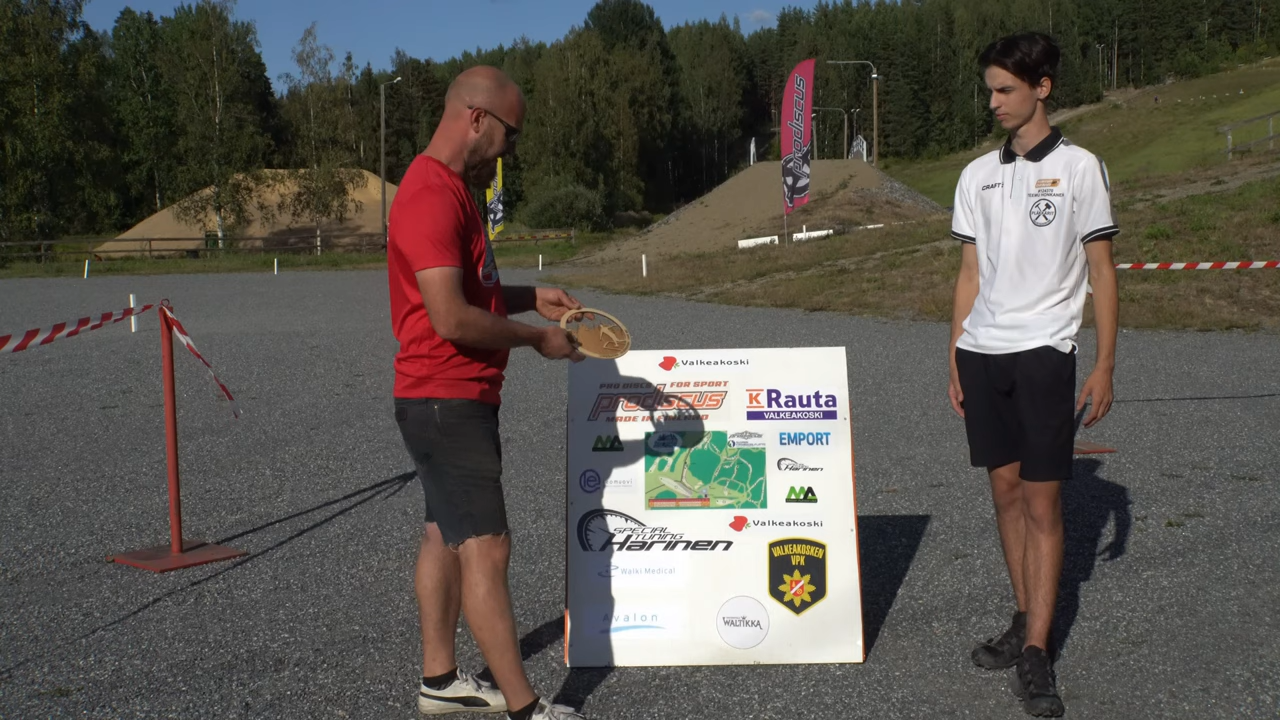 prodiscus
CRAFT
Valkeakoski
PRO DISCS FOR SPORT
prodiscus
MADE IN FINLAND
K Rauta
VALKEAKOSKI
EMPORT
Harinen
Valkeakoski
SPECIAL
TUNING
Harinen
VALKEAKOSKEN
VPK
Walki Medical
Avalon
WALTIKKA